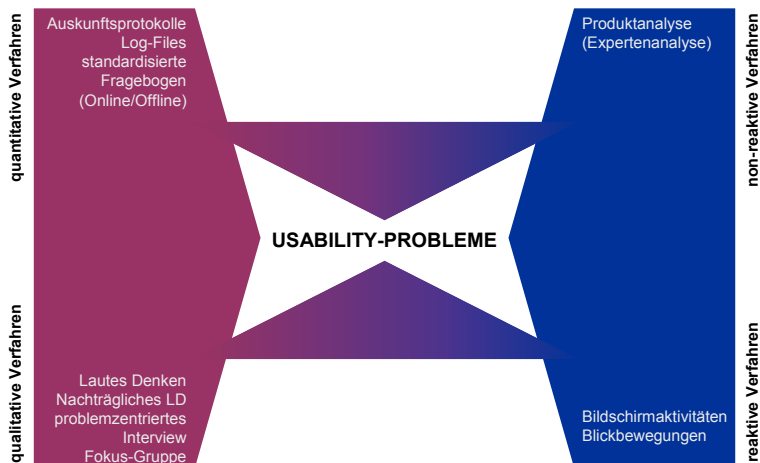 quantitative Verfahren
Auskunftsprotokolle
Log-Files
standardisierte
Fragebogen
(Online/Offline)
Produktanalyse
(Expertenanalyse)
non-reaktive Verfahren
USABILITY-PROBLEME
qualitative Verfahren
Lautes Denken
Nachträgliches LD
problemzentriertes
Interview
Fokus-Gruppe
Bildschirmaktivitäten
Blickbewegungen
reaktive Verfahren